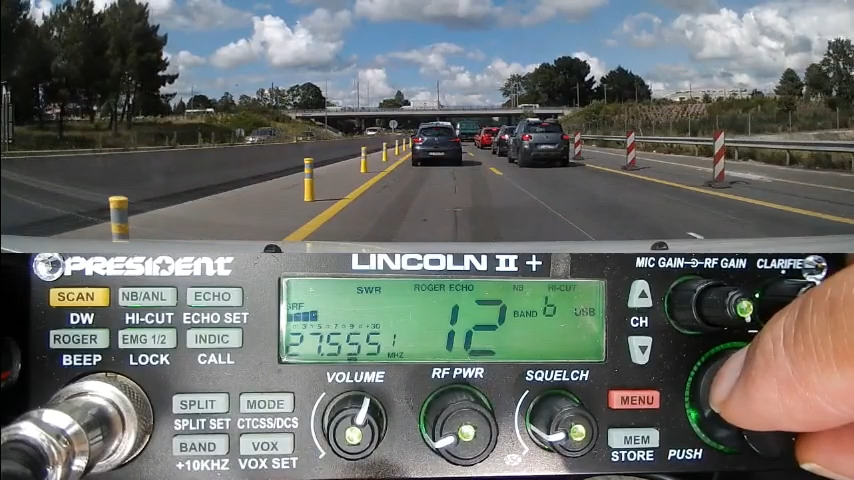 PRESIDENT
LINCOLN II +
MIC GAIN RF GAIN CLARIFIE
SCAN NB/ANL ECHO
DW HI-CUT ECHO SET
ROGER EMG 1/2 INDIC
BEEP LOCK CALL
SPLIT MODE
SPLIT SET CTCSS/DCS
BAND VOX
+10KHZ VOX SET
SWR ROGER ECHO NB HI-CUT
SRF
12 BAND b USB
27.555 MHZ
VOLUME RF PWR SQUELCH
CH
MENU
MEM
STORE PUSH